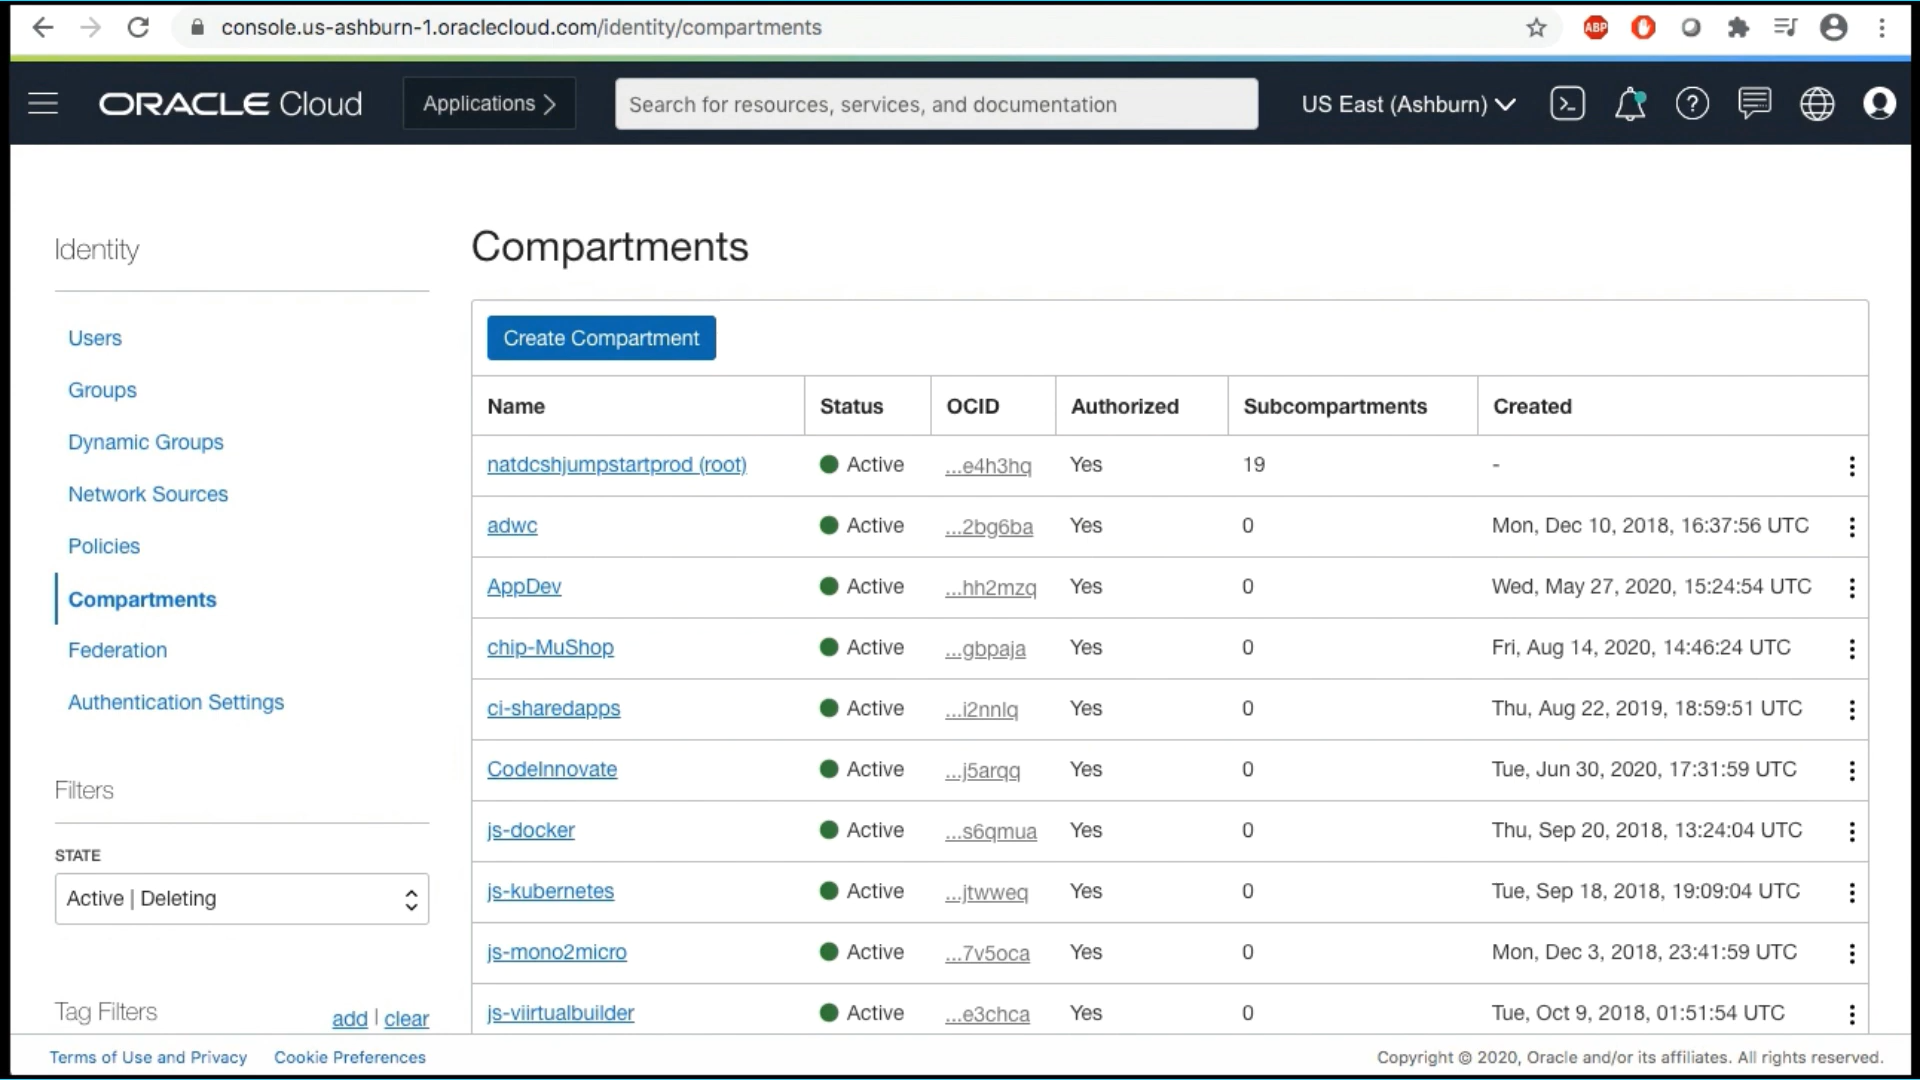 console.us-ashburn-1.oraclecloud.com/identity/compartments
ABP
ORACLE Cloud
Applications
Search for resources, services, and documentation
US East (Ashburn)
Identity
Users
Groups
Dynamic Groups
Network Sources
Policies
Compartments
Federation
Authentication Settings
Filters
STATE
Active | Deleting
Tag Filters
add | clear
Compartments
Create Compartment
Name Status OCID Authorized Subcompartments Created
natdcshjumpstartprod (root) Active ...e4h3hq Yes 19 -
adwc Active ...2bg6ba Yes 0 Mon, Dec 10, 2018, 16:37:56 UTC
AppDev Active ...hh2mzq Yes 0 Wed, May 27, 2020, 15:24:54 UTC
chip-MuShop Active ...gbpaja Yes 0 Fri, Aug 14, 2020, 14:46:24 UTC
ci-sharedapps Active ...i2nnlq Yes 0 Thu, Aug 22, 2019, 18:59:51 UTC
CodeInnovate Active ...j5arqq Yes 0 Tue, Jun 30, 2020, 17:31:59 UTC
js-docker Active ...s6qmua Yes 0 Thu, Sep 20, 2018, 13:24:04 UTC
js-kubernetes Active ...jtwweq Yes 0 Tue, Sep 18, 2018, 19:09:04 UTC
js-mono2micro Active ...7v5oca Yes 0 Mon, Dec 3, 2018, 23:41:59 UTC
js-viirtualbuilder Active ...e3chca Yes 0 Tue, Oct 9, 2018, 01:51:54 UTC
Terms of Use and Privacy Cookie Preferences
Copyright © 2020, Oracle and/or its affiliates. All rights reserved.